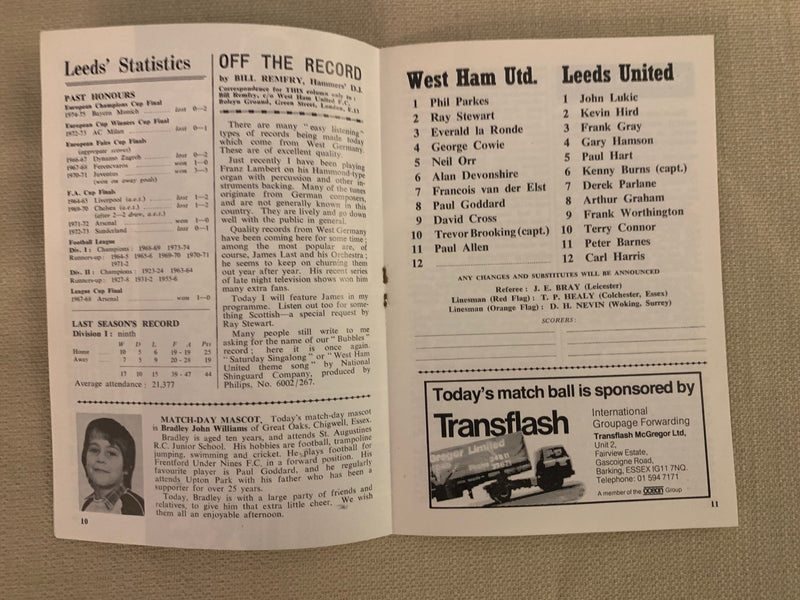 Leeds' Statistics
PAST HONOURS
European Champions Cup Final
1974-75 Bayern Munich ... lost 0—2
European Cup Winners Cup Final
1972-73 AC Milan ... lost 0—1
European Fairs Cup Finals
(aggregate scores)
1966-67 Dynamo Zagreb ... lost 0—2
1967-68 Ferencvaros ... won 1—0
1970-71 Juventus ... 3—3
(won on away goals)
F.A. Cup Finals
1964-65 Liverpool (a.e.t.) ... lost 1—2
1969-70 Chelsea (a.e.t.) ... lost 1—2
(after 2—2 draw, a.e.t.)
1971-72 Arsenal ... won 1—0
1972-73 Sunderland ... lost 0—1
Football League
Div. I : Champions : 1968-69 1973-74
Runners-up : 1964-5 1965-6 1969-70 1970-71
1971-2
Div. II : Champions : 1923-24 1963-64
Runners-up : 1927-8 1931-2 1955-6
League Cup Final
1967-68 Arsenal ... won 1—0
LAST SEASON'S RECORD
Division I : ninth
W D L F A Pts
Home ... 10 5 6 19-19 25
Away ... 7 5 9 20-28 19
17 10 15 39-47 44
Average attendance : 21,377
OFF THE RECORD
by BILL REMFRY, Hammers' D.J.
Correspondence for THIS column only to :
Bill Remfry, c/o West Ham United F.C.,
Boleyn Ground, Green Street, London, E.13
There are many "easy listening"
types of records being made today
which come from West Germany.
These are of excellent quality.
Just recently I have been playing
Franz Lambert on his Hammond-type
organ with percussion and other in-
struments backing. Many of the tunes
originate from German composers,
and are not generally known in this
country. They are lively and go down
well with the public in general.
Quality records from West Germany
have been coming here for some time;
among the most popular are, of
course, James Last and his Orchestra;
he seems to keep on churning them
out year after year. His recent series
of late night television shows won him
many extra fans.
Today I will feature James in my
programme. Listen out too for some-
thing Scottish—a special request by
Ray Stewart.
Many people still write to me
asking for the name of our "Bubbles"
record; here it is once again.
"Saturday Singalong" or "West Ham
United theme song" by National
Shinguard Company, produced by
Philips, No. 6002/267.
MATCH-DAY MASCOT. Today's match-day mascot
is Bradley John Williams of Great Oaks, Chigwell, Essex.
Bradley is aged ten years, and attends St. Augustines
R.C. Junior School. His hobbies are football, trampoline
jumping, swimming and cricket. He plays football for
Frentford Under Nines F.C. in a forward position. His
favourite player is Paul Goddard, and he regularly
attends Upton Park with his father who has been a
supporter for over 25 years.
Today, Bradley is with a large party of friends and
relatives, to give him that extra little cheer. We wish
them all an enjoyable afternoon.
10
West Ham Utd.
1 Phil Parkes
2 Ray Stewart
3 Everald la Ronde
4 George Cowie
5 Neil Orr
6 Alan Devonshire
7 Francois van der Elst
8 Paul Goddard
9 David Cross
10 Trevor Brooking (capt.)
11 Paul Allen
12
Leeds United
1 John Lukic
2 Kevin Hird
3 Frank Gray
4 Gary Hamson
5 Paul Hart
6 Kenny Burns (capt.)
7 Derek Parlane
8 Arthur Graham
9 Frank Worthington
10 Terry Connor
11 Peter Barnes
12 Carl Harris
ANY CHANGES AND SUBSTITUTES WILL BE ANNOUNCED
Referee : J. E. BRAY (Leicester)
Linesman (Red Flag) : T. P. HEALY (Colchester, Essex)
Linesman (Orange Flag) : D. H. NEVIN (Woking, Surrey)
SCORERS :
Today's match ball is sponsored by
Transflash
International
Groupage Forwarding
Transflash McGregor Ltd,
Unit 2,
Fairview Estate,
Gascoigne Road,
Barking, ESSEX IG11 7NQ.
Telephone: 01 594 7171
A member of the ocean Group
11